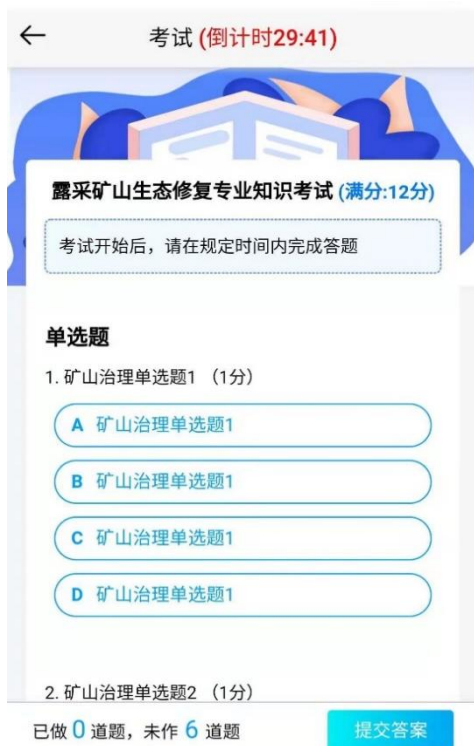 考试 (倒计时29:41)
露采矿山生态修复专业知识考试 (满分:12分)
考试开始后，请在规定时间内完成答题
单选题
1. 矿山治理单选题1 （1分）
A 矿山治理单选题1
B 矿山治理单选题1
C 矿山治理单选题1
D 矿山治理单选题1
2. 矿山治理单选题2 （1分）
已做 0 道题，未作 6 道题 提交答案